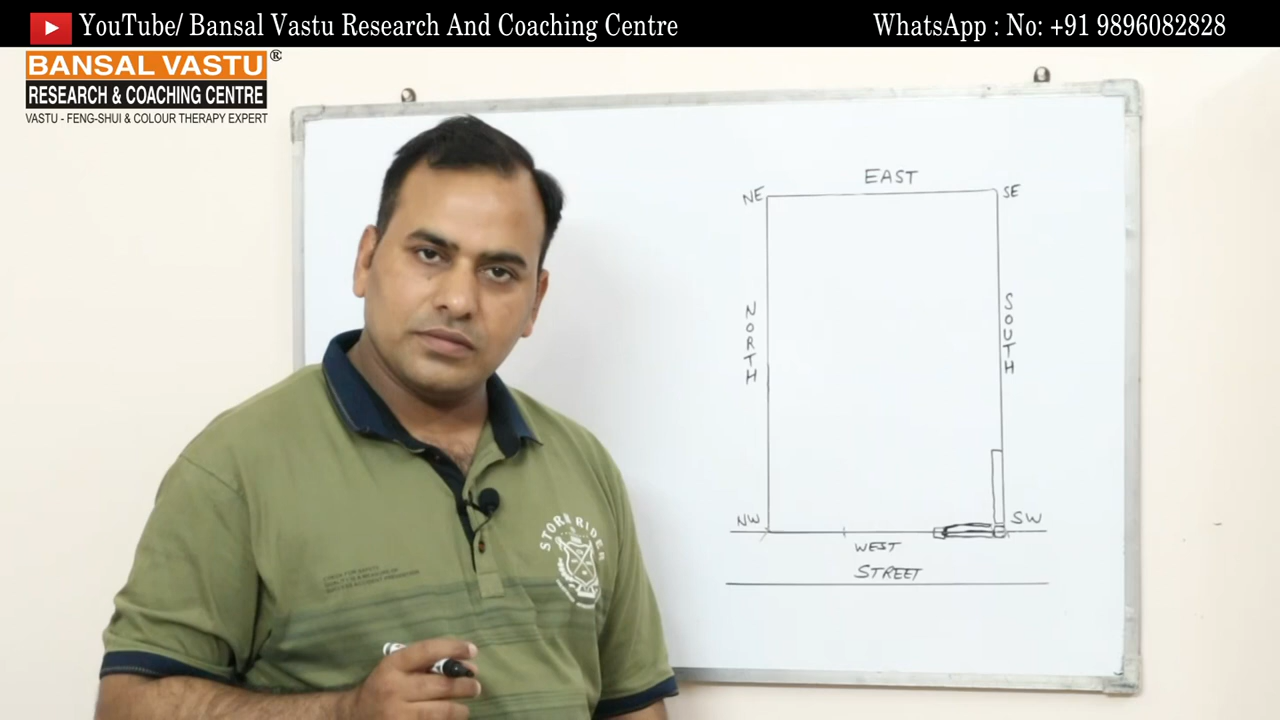 YouTube/ Bansal Vastu Research And Coaching Centre
WhatsApp : No: +91 9896082828
BANSAL VASTU®
RESEARCH & COACHING CENTRE
VASTU - FENG-SHUI & COLOUR THERAPY EXPERT
EAST
NE
SE
NORTH
SOUTH
NW
SW
WEST
STREET
STORM RIDER